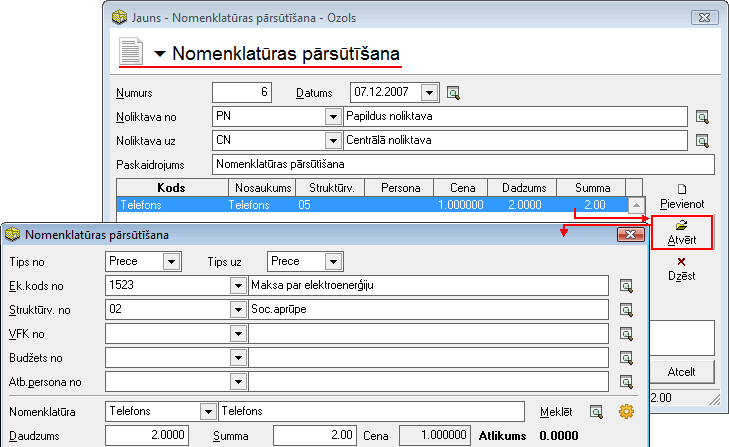 Jauns - Nomenklatūras pārsūtīšana - Ozols
Nomenklatūras pārsūtīšana
Numurs 6 Datums 07.12.2007
Noliktava no PN Papildus noliktava
Noliktava uz CN Centrālā noliktava
Paskaidrojums Nomenklatūras pārsūtīšana
Kods Nosaukums Struktūrv. Persona Cena Dadzums Summa
Telefons Telefons 05 1.000000 2.0000 2.00
Pievienot
Atvērt
Dzēst
Atcelt
2.00
Nomenklatūras pārsūtīšana
Tips no Prece Tips uz Prece
Ek.kods no 1523 Maksa par elektroenerģiju
Struktūrv. no 02 Soc.aprūpe
VFK no
Budžets no
Atb.persona no
Nomenklatūra Telefons Telefons Meklēt
Daudzums 2.0000 Summa 2.00 Cena 1.000000 Atlikums 0.0000